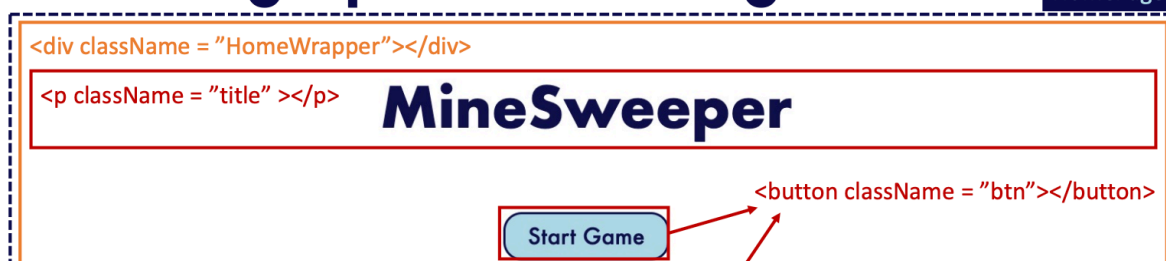 <div className = ”HomeWrapper”></div>
<p className = ”title” ></p>
MineSweeper
<button className = ”btn”></button>
Start Game